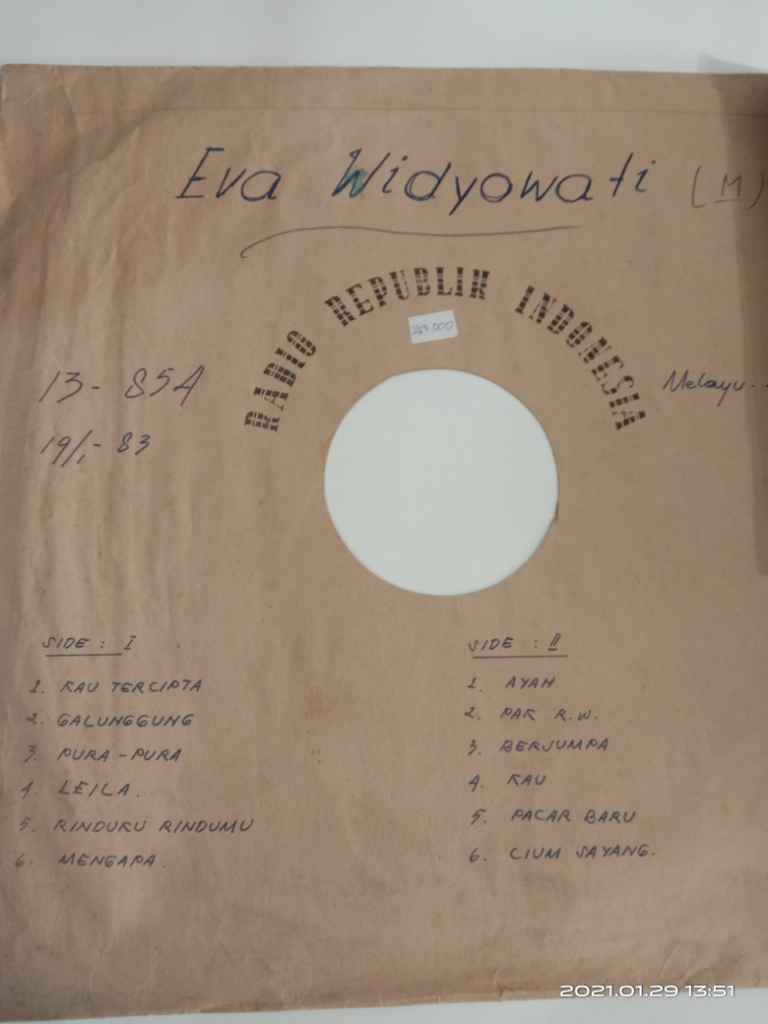 Eva Widyowati (M)
RADIO REPUBLIK INDONESIA
13 - 854
Melayu..
19/,- 83
SIDE : I
1. KAU TERCIPTA
2. GALUNGGUNG
3. PURA - PURA
4. LEILA.
5. RINDUKU RINDUMU
6. MENGAPA.
SIDE : II
1. AYAH
2. PAK R.W.
3. BERJUMPA
4. KAU
5. PACAR BARU
6. CIUM SAYANG.
2021.01.29 13:51